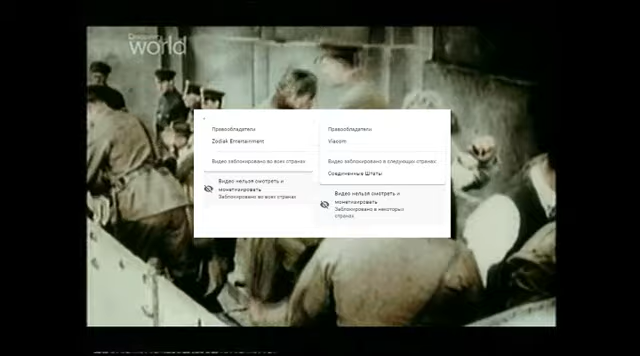 Discovery
world
Правообладатели
Zodiak Entertainment
Видео заблокировано во всех странах
Видео нельзя смотреть и
монетизировать
Заблокировано во всех странах
Правообладатели
Viacom
Видео заблокировано в следующих странах
Соединенные Штаты
Видео нельзя смотреть и
монетизировать
Заблокировано в некоторых
странах